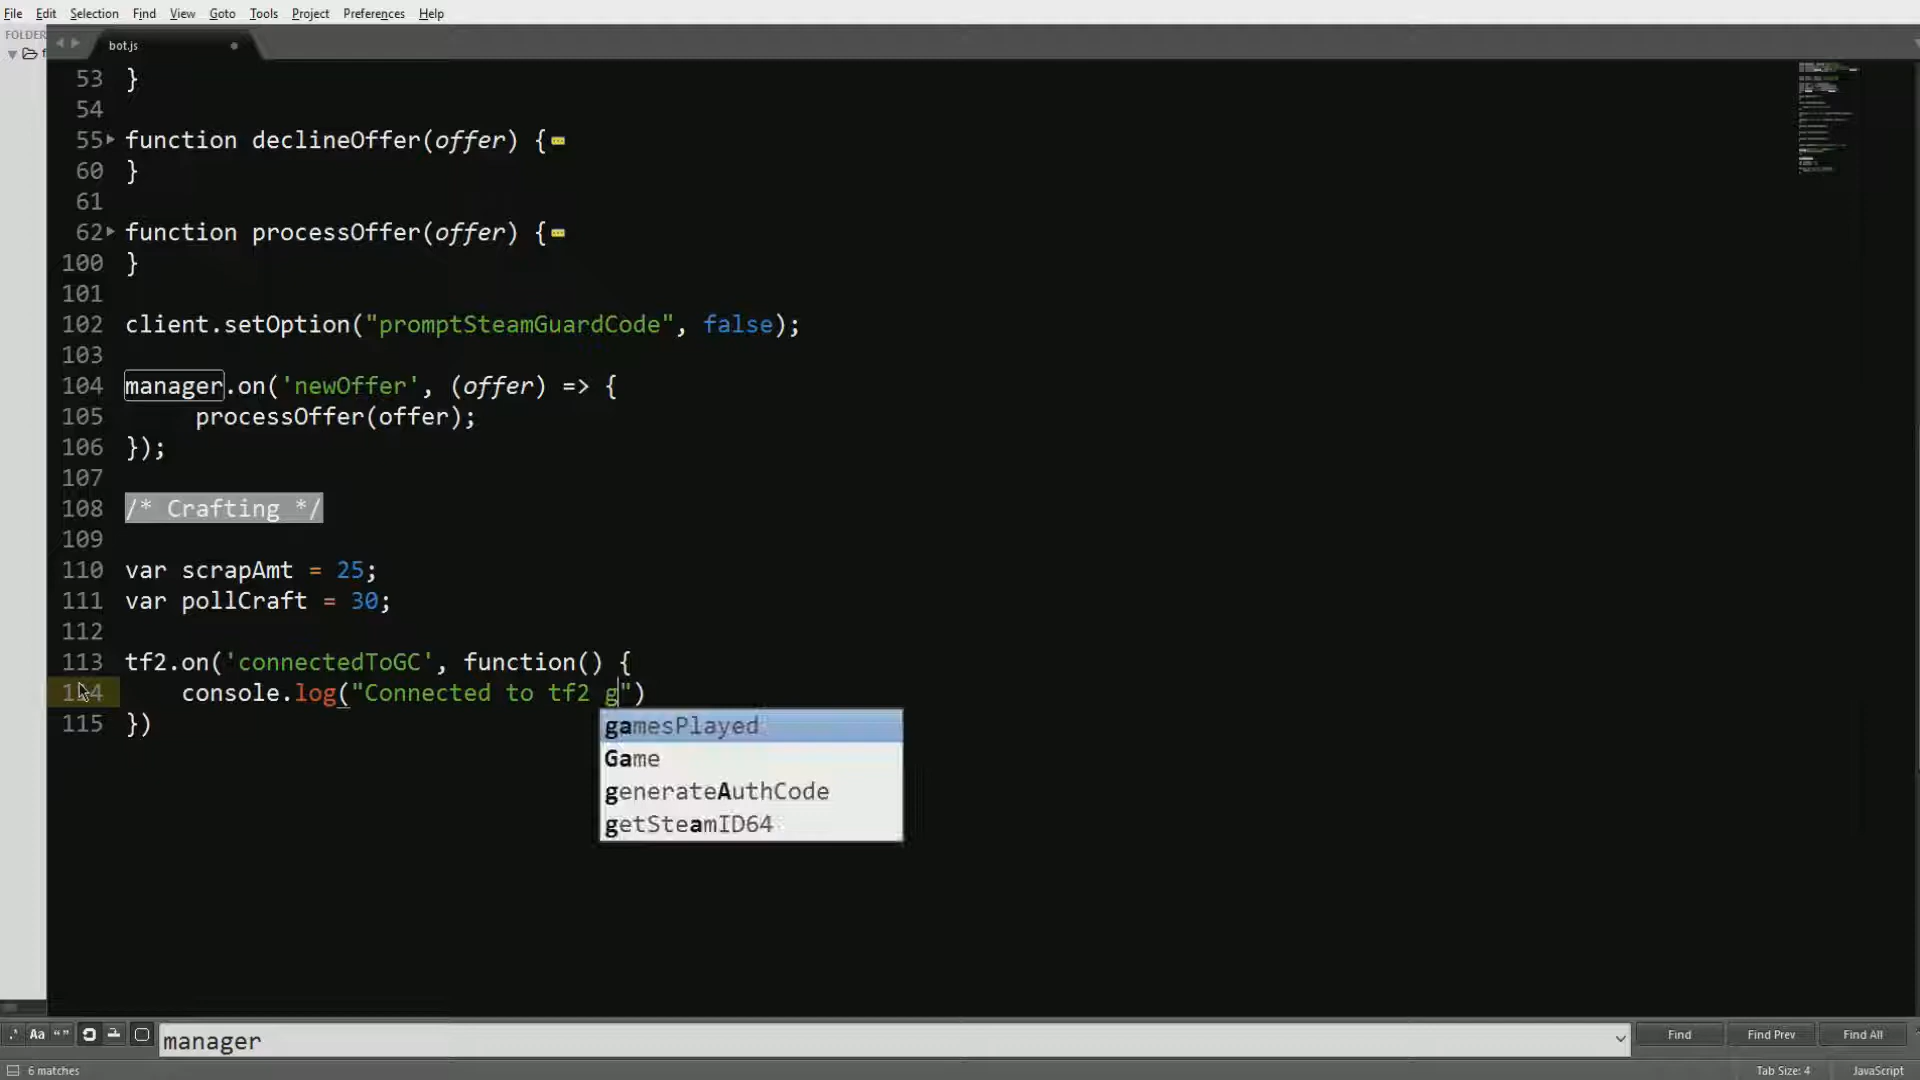 File Edit Selection Find View Goto Tools Project Preferences Help
FOLDER
bot.js
53 }
54
55 function declineOffer(offer) {
60 }
61
62 function processOffer(offer) {
100 }
101
102 client.setOption("promptSteamGuardCode", false);
103
104 manager.on('newOffer', (offer) => {
105 processOffer(offer);
106 });
107
108 /* Crafting */
109
110 var scrapAmt = 25;
111 var pollCraft = 30;
112
113 tf2.on('connectedToGC', function() {
114 console.log("Connected to tf2 g")
115 })
gamesPlayed
Game
generateAuthCode
getSteamID64
.* Aa “” manager Find Find Prev Find All
6 matches Tab Size: 4 JavaScript